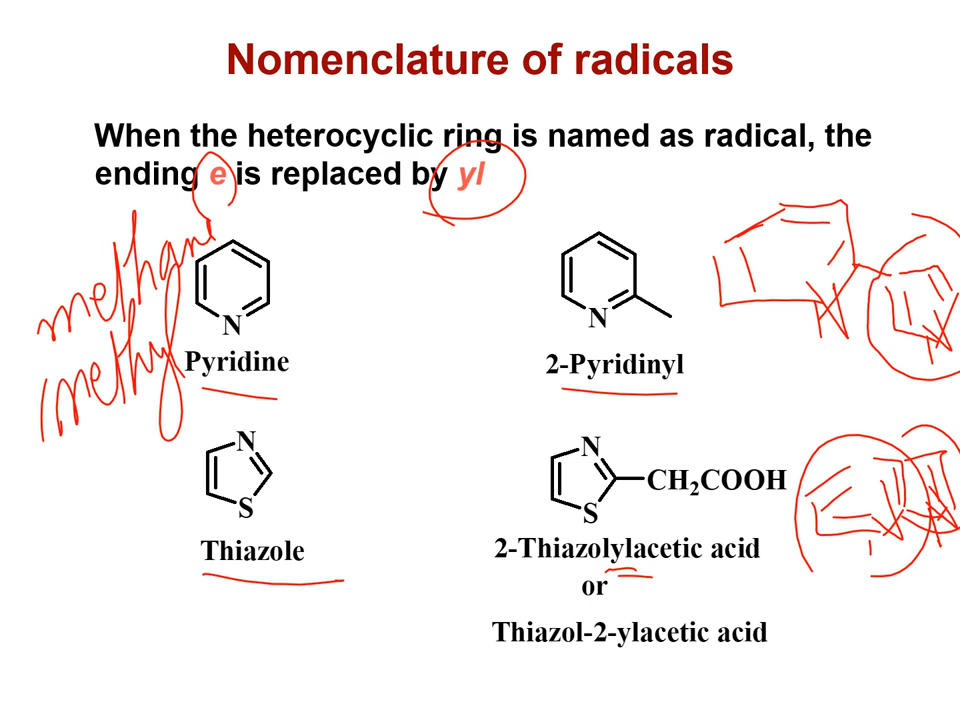 Nomenclature of radicals
When the heterocyclic ring is named as radical, the
ending e is replaced by yl
methane
methyl
N
Pyridine
N
2-Pyridinyl
N
N
S
Thiazole
N
S
CH₂COOH
2-Thiazolylacetic acid
or
Thiazol-2-ylacetic acid
N
N